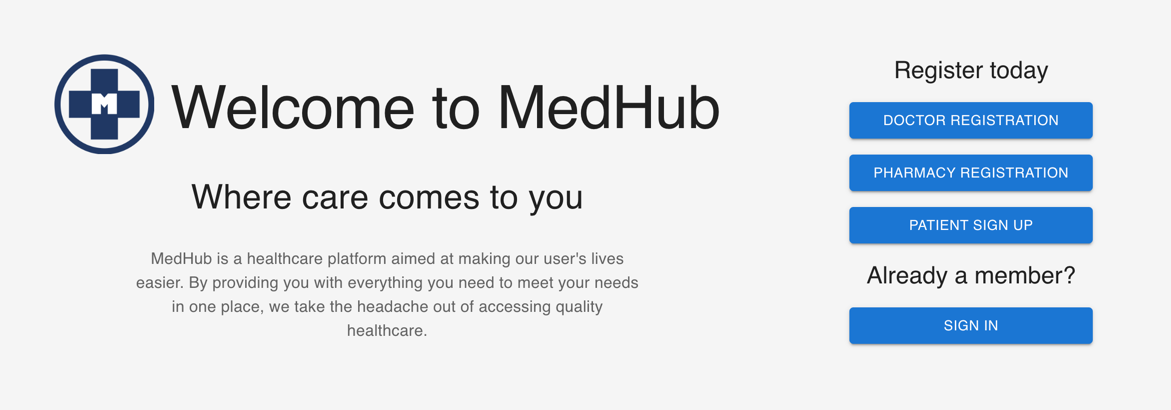 M
Welcome to MedHub
Where care comes to you
MedHub is a healthcare platform aimed at making our user's lives
easier. By providing you with everything you need to meet your needs
in one place, we take the headache out of accessing quality
healthcare.
Register today
DOCTOR REGISTRATION
PHARMACY REGISTRATION
PATIENT SIGN UP
Already a member?
SIGN IN